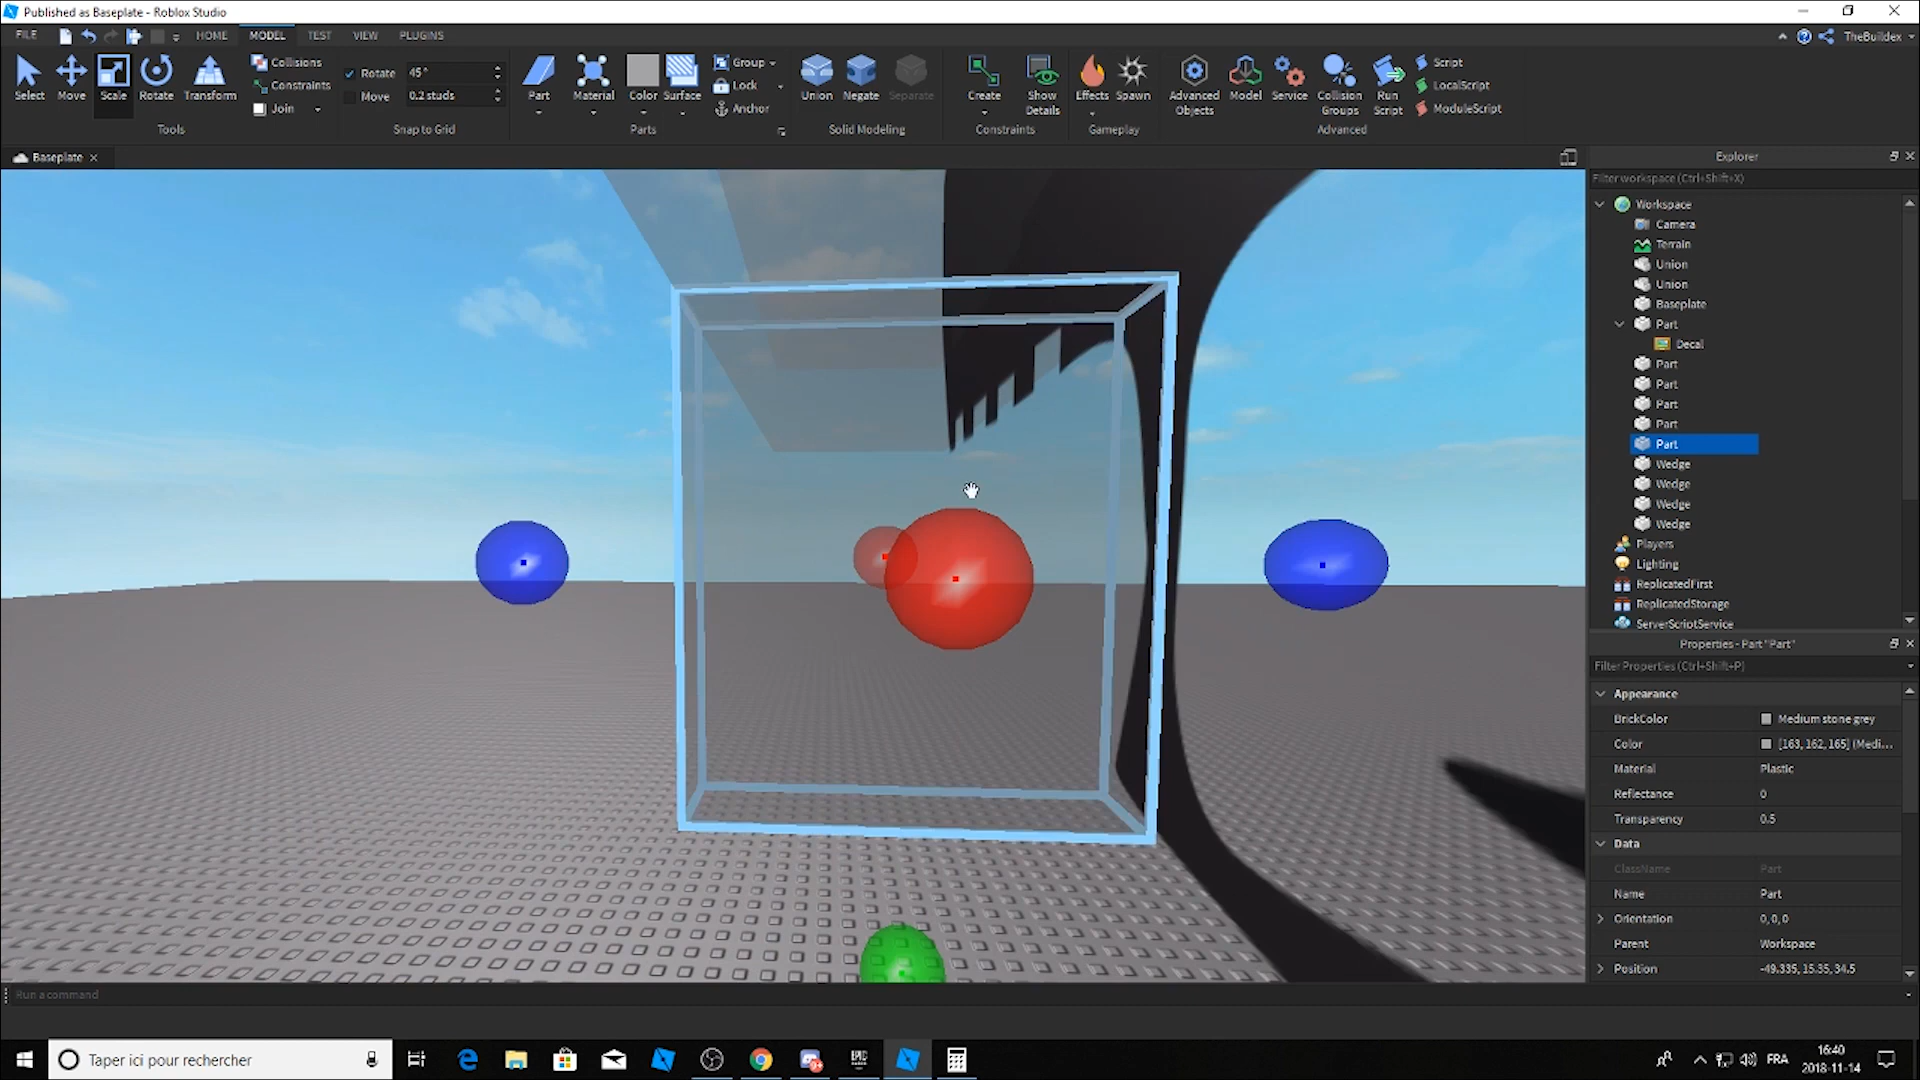 Published as Baseplate - Roblox Studio
FILE HOME MODEL TEST VIEW PLUGINS TheBuildex
Select Move Scale Rotate Transform
Collisions
Constraints
Join
Tools
Rotate 45°
Move 0.2 studs
Snap to Grid
Part Material Color Surface
Group
Lock
Anchor
Parts
Union Negate Separate
Solid Modeling
Create Show Details
Constraints
Effects Spawn
Gameplay
Advanced Objects Model Service Collision Groups Run Script
Script
LocalScript
ModuleScript
Advanced
Baseplate
Explorer
Filter workspace (Ctrl+Shift+X)
Workspace
Camera
Terrain
Union
Union
Baseplate
Part
Decal
Part
Part
Part
Part
Part
Wedge
Wedge
Wedge
Wedge
Players
Lighting
ReplicatedFirst
ReplicatedStorage
ServerScriptService
Properties - Part "Part"
Filter Properties (Ctrl+Shift+P)
Appearance
BrickColor Medium stone grey
Color [163, 162, 165] (Medi...
Material Plastic
Reflectance 0
Transparency 0.5
Data
ClassName Part
Name Part
Orientation 0,0,0
Parent Workspace
Position -49.335, 15.35, 34.5
Run a command
Taper ici pour rechercher
EPIC
FRA
16:40
2018-11-14